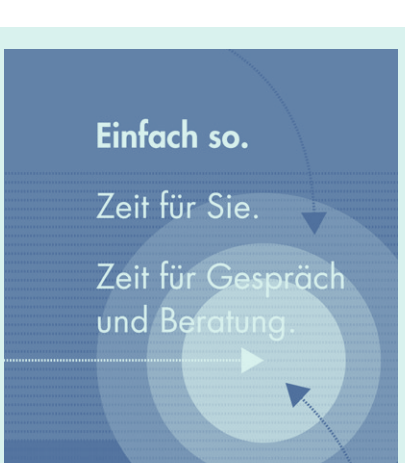 Einfach so.
Zeit für Sie.
Zeit für Gespräch
und Beratung.